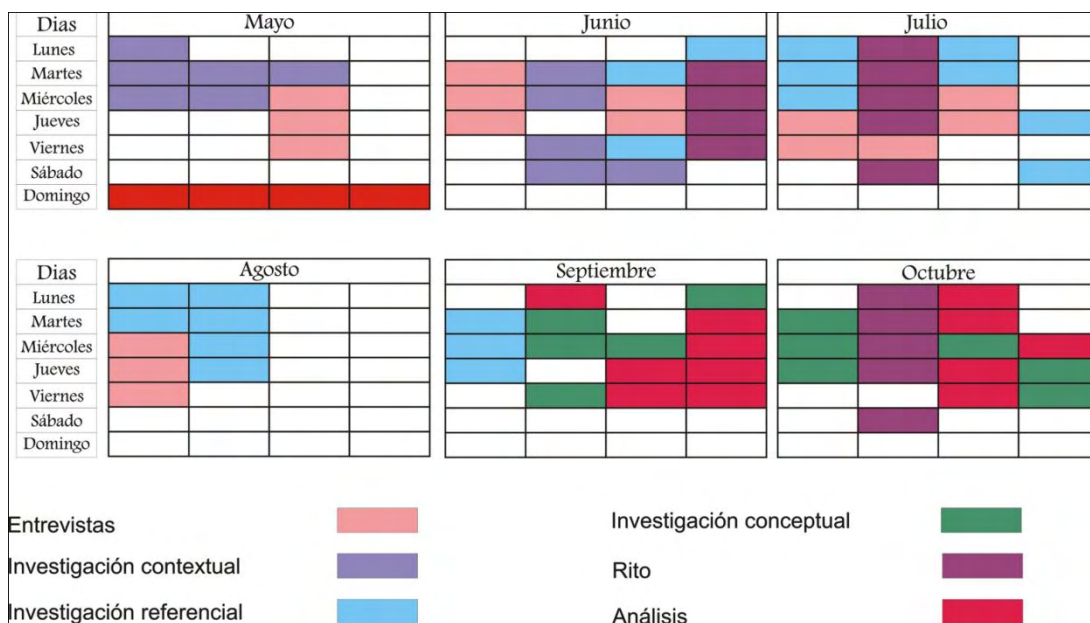 Dias Mayo Junio Julio
Lunes
Martes
Miércoles
Jueves
Viernes
Sábado
Domingo
Dias Agosto Septiembre Octubre
Lunes
Martes
Miércoles
Jueves
Viernes
Sábado
Domingo
Entrevistas Investigación conceptual
Investigación contextual Rito
Investigación referencial Análisis